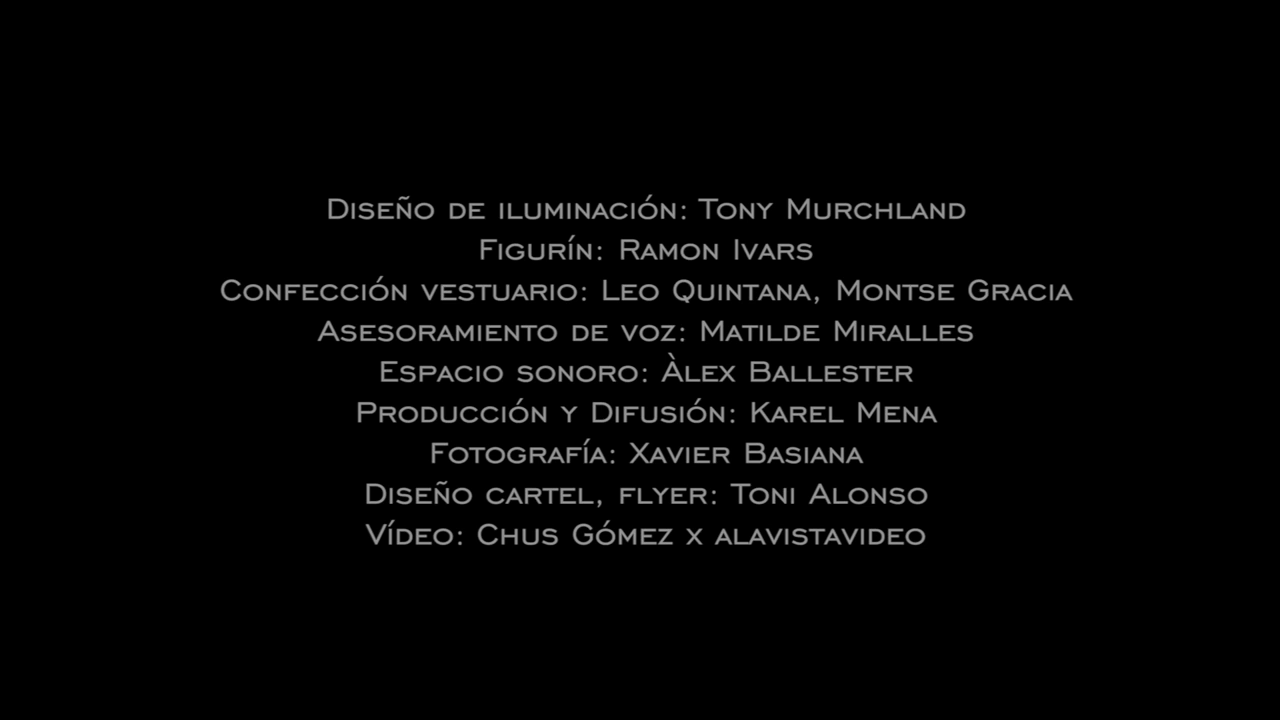 Diseño de iluminación: Tony Murchland
Figurín: Ramon Ivars
Confección vestuario: Leo Quintana, Montse Gracia
Asesoramiento de voz: Matilde Miralles
Espacio sonoro: Àlex Ballester
Producción y Difusión: Karel Mena
Fotografía: Xavier Basiana
Diseño cartel, flyer: Toni Alonso
Vídeo: Chus Gómez x alavistavideo